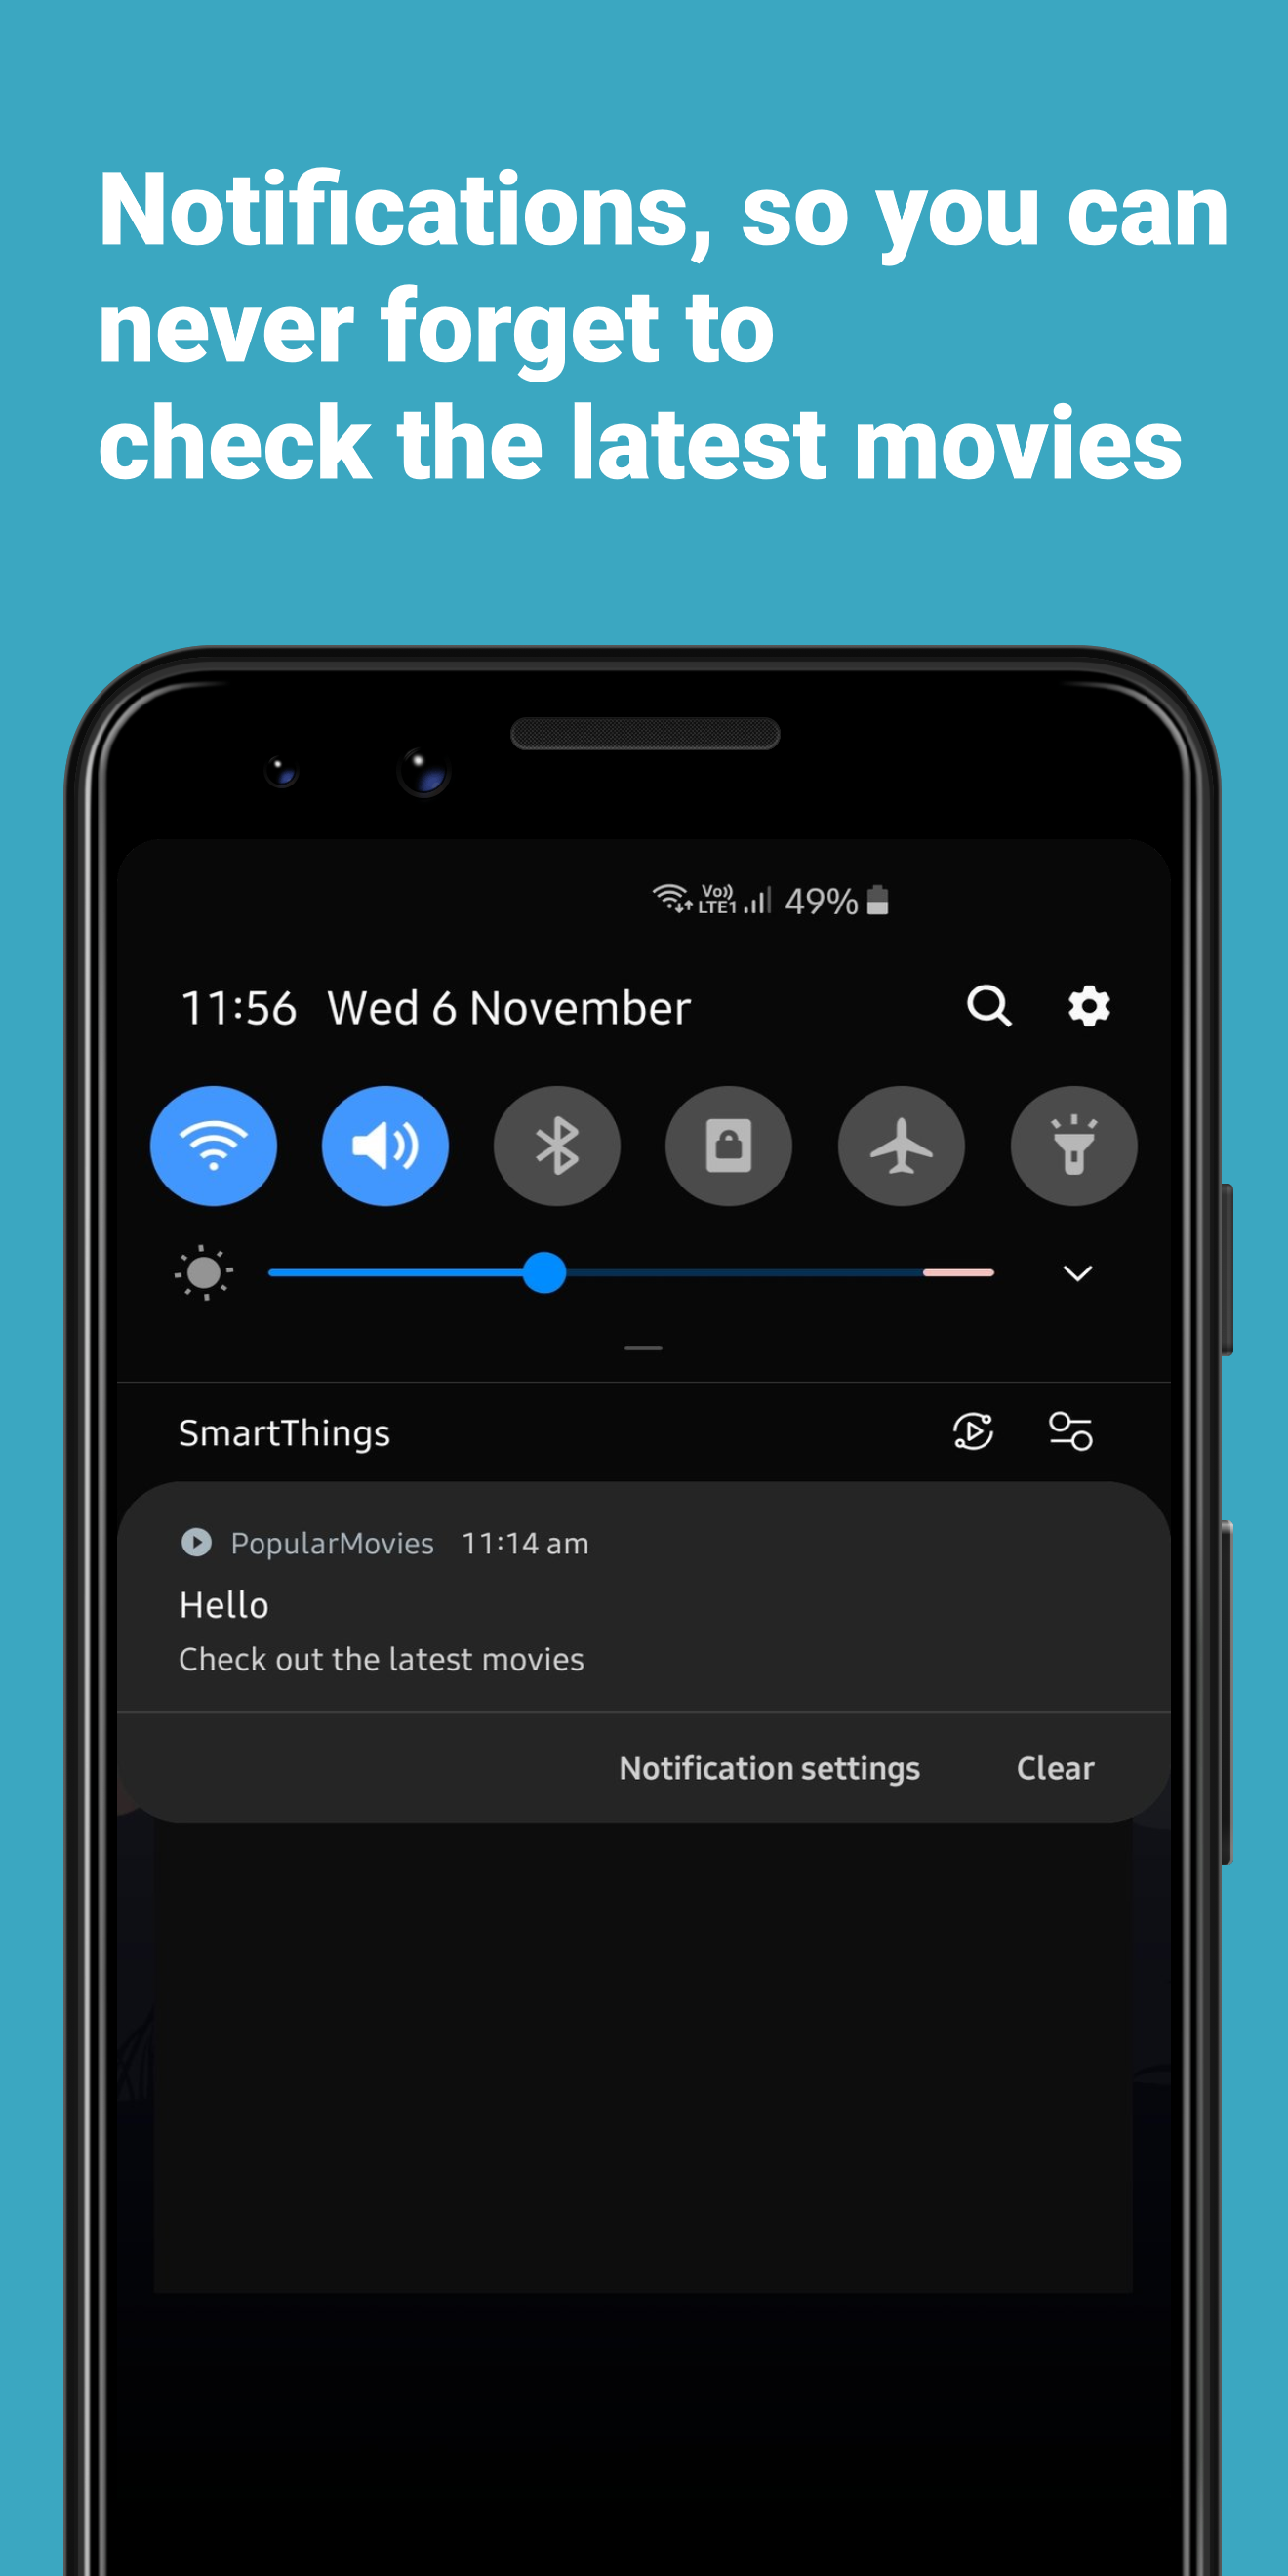 Notifications, so you can
never forget to
check the latest movies
Vo)) LTE1 49%
11:56 Wed 6 November
SmartThings
PopularMovies 11:14 am
Hello
Check out the latest movies
Notification settings Clear